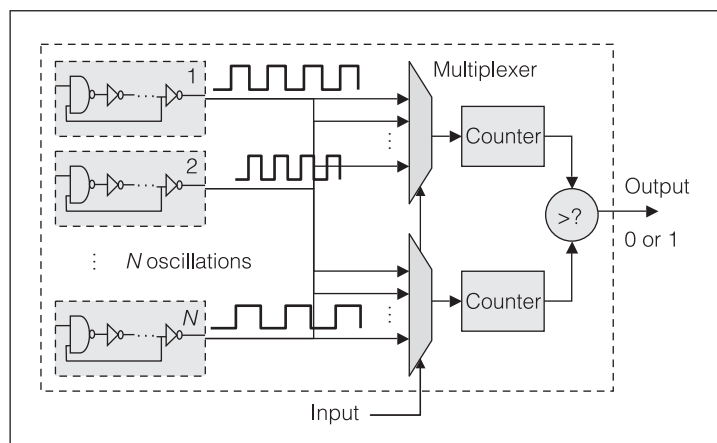 1
Multiplexer
Counter
2
Output
>?
0 or 1
N oscillations
Counter
N
Input